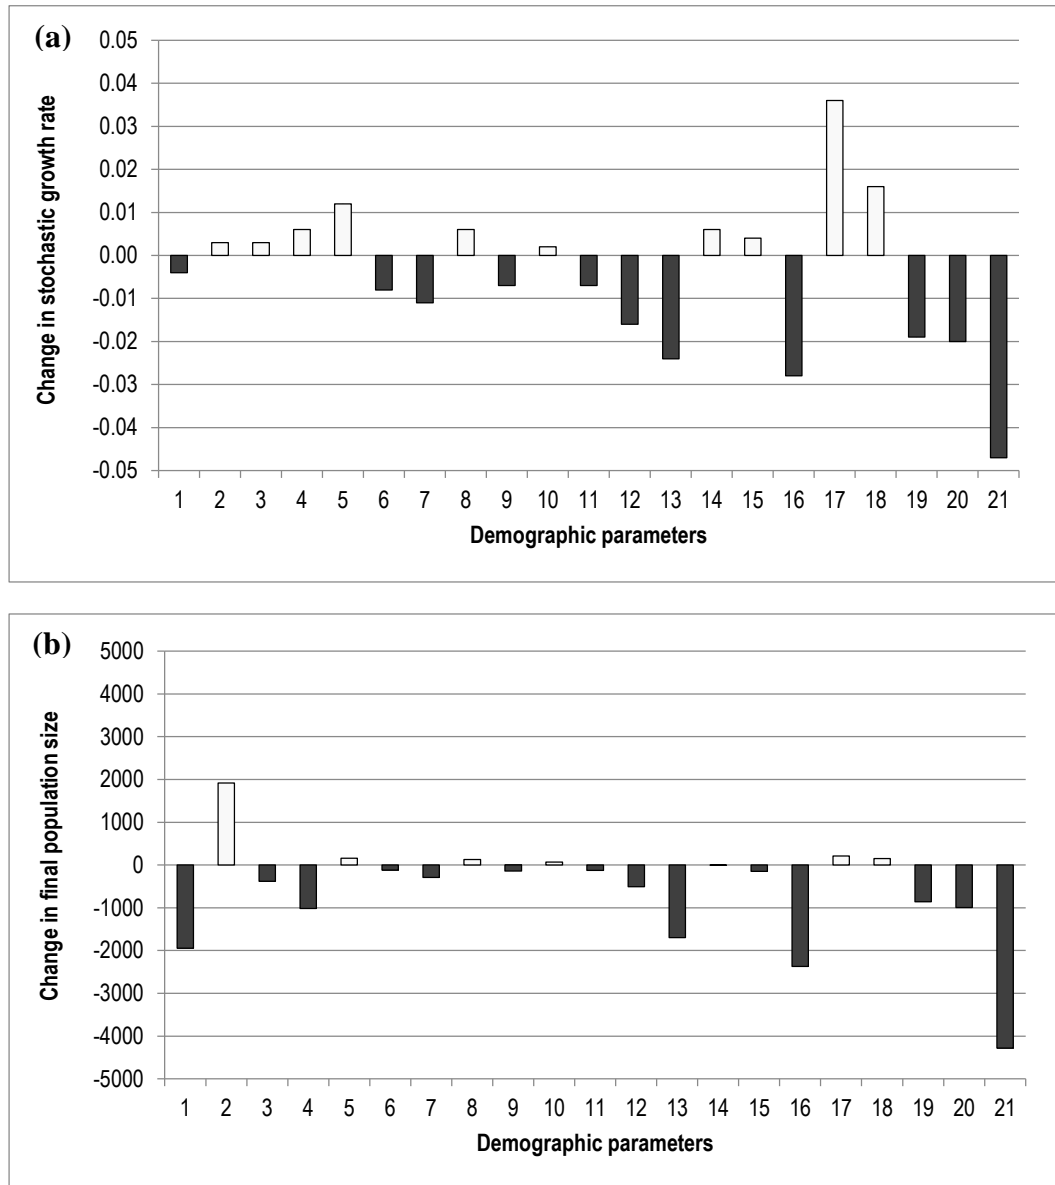 (a)
Change in stochastic growth rate
0.05
0.04
0.03
0.02
0.01
0.00
-0.01
-0.02
-0.03
-0.04
-0.05
1 2 3 4 5 6 7 8 9 10 11 12 13 14 15 16 17 18 19 20 21
Demographic parameters
(b)
Change in final population size
5000
4000
3000
2000
1000
0
-1000
-2000
-3000
-4000
-5000
1 2 3 4 5 6 7 8 9 10 11 12 13 14 15 16 17 18 19 20 21
Demographic parameters